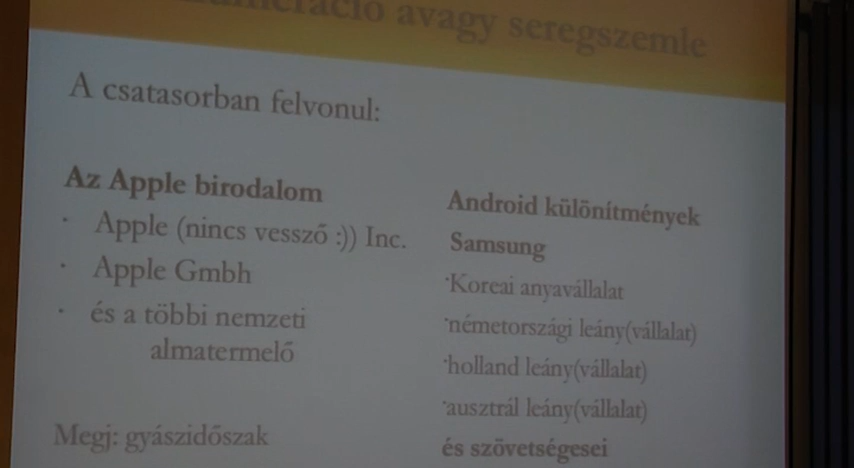 avagy seregszemle
A csatasorban felvonul:
Az Apple birodalom
· Apple (nincs vessző :)) Inc.
· Apple Gmbh
· és a többi nemzeti
almatermelő
Megj: gyászidőszak
Android különítmények
Samsung
·Koreai anyavállalat
·németországi leány(vállalat)
·holland leány(vállalat)
·ausztrál leány(vállalat)
és szövetségesei